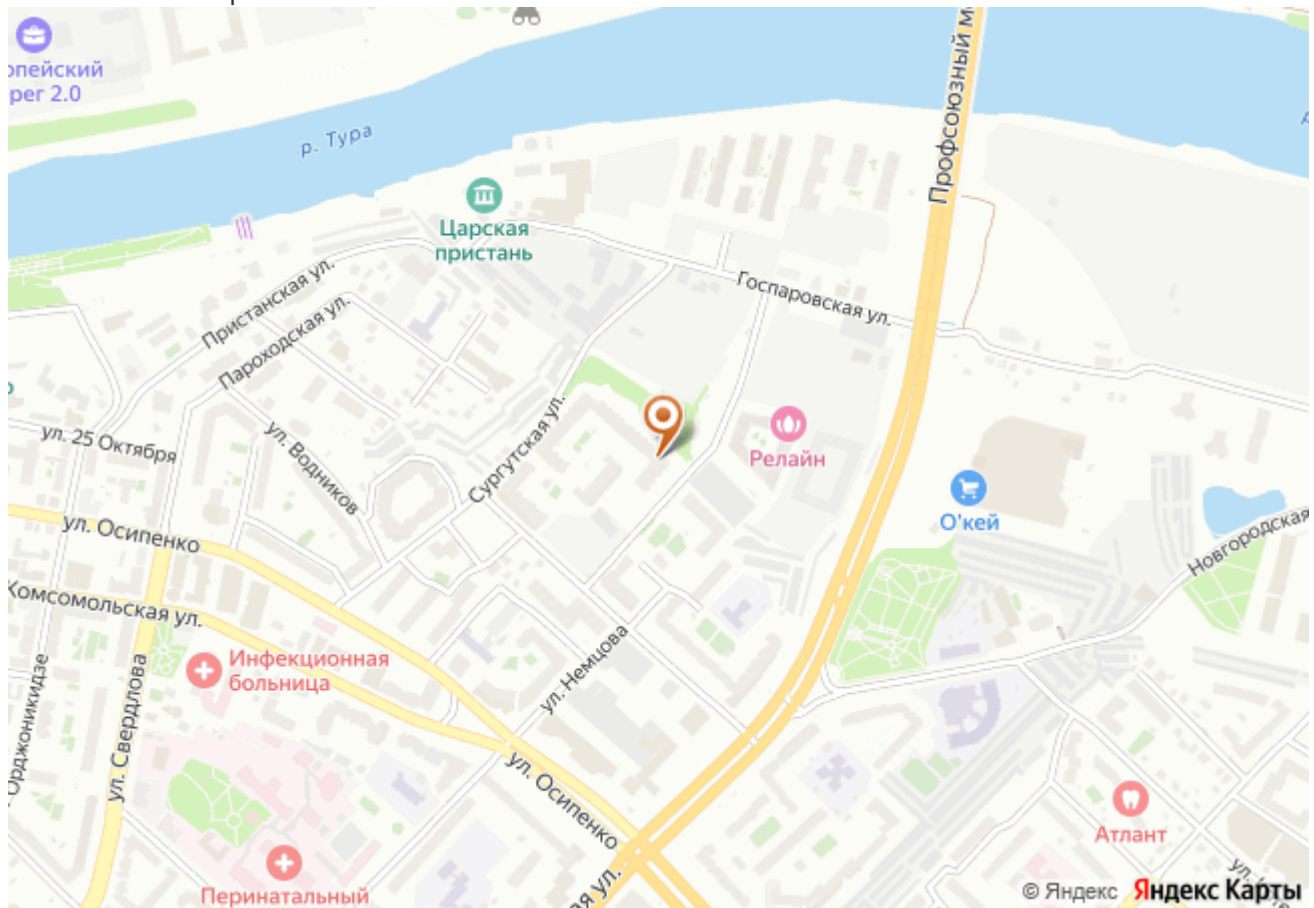 опейский
рег 2.0
р. Тура
Профсоюзный м
Царская
пристань
Госпаровская ул.
Пристанская ул.
Пароходская ул.
ул. 25 Октября
ул. Водников
Сургутская ул.
Релайн
О'кей
Новгородская
ул. Осипенко
Комсомольская ул.
Инфекционная
больница
ул. Немцова
Орджоникидзе
ул. Свердлова
ул. Осипенко
Атлант
Перинатальный
ая ул.
© Яндекс Яндекс Карты